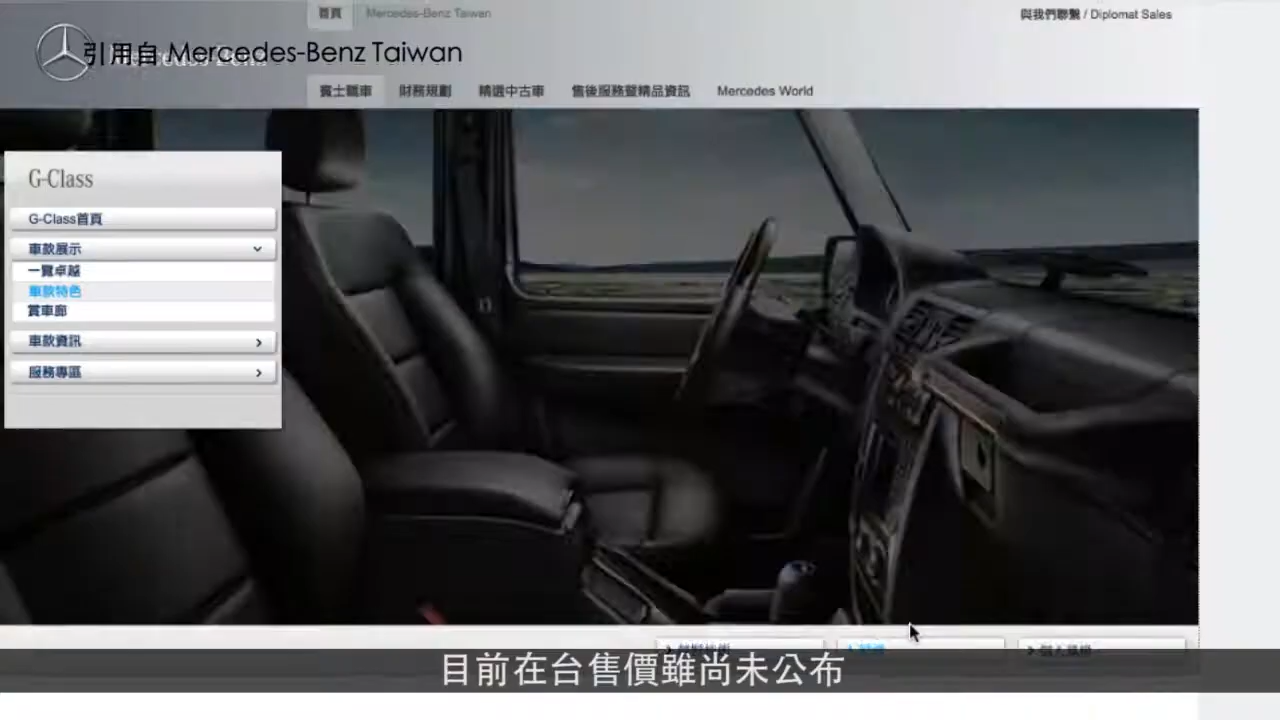 首頁 Mercedes-Benz Taiwan
與我們聯繫 / Diplomat Sales
引用自 Mercedes-Benz Taiwan
賓士轎車 財務規劃 精選中古車 售後服務暨精品資訊 Mercedes World
G-Class
G-Class首頁
車款展示
一覽卓越
車款特色
賞車廊
車款資訊
服務專區
目前在台售價雖尚未公布